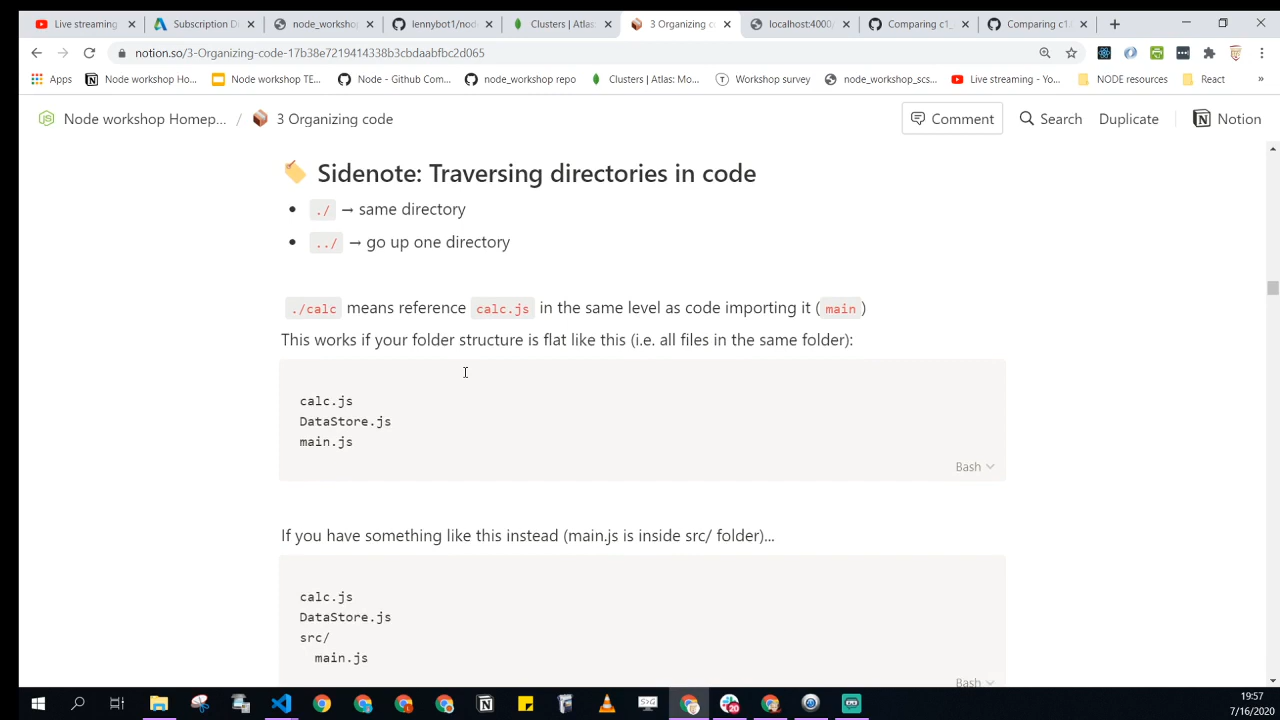 Live streaming
Subscription D
node_worksho
lennybot1/nod
Clusters | Atlas:
3 Organizing co
localhost:4000/
Comparing c1_
Comparing c1.
notion.so/3-Organizing-code-17b38e7219414338b3cbdaabfbc2d065
Apps
Node workshop Ho...
Node workshop TE...
Node - Github Com...
node_workshop repo
Clusters | Atlas: Mo...
Workshop survey
node_workshop_scs...
Live streaming - Yo...
NODE resources
React
»
Node workshop Homep... / 3 Organizing code
Comment
Search
Duplicate
Notion
Sidenote: Traversing directories in code
• ./ → same directory
• ../ → go up one directory
./calc means reference calc.js in the same level as code importing it (main)
This works if your folder structure is flat like this (i.e. all files in the same folder):
calc.js
DataStore.js
main.js
Bash
If you have something like this instead (main.js is inside src/ folder)...
calc.js
DataStore.js
src/
main.js
Bash
19:57
7/16/2020